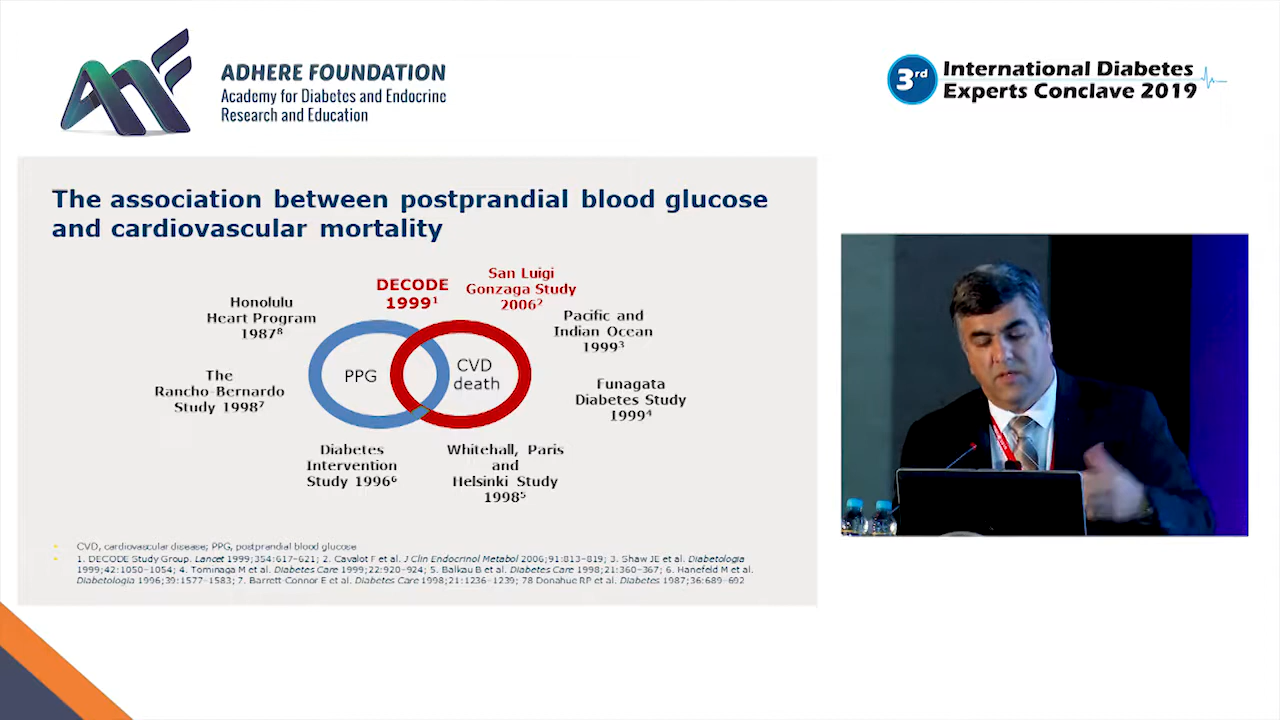 ADHERE FOUNDATION
Academy for Diabetes and Endocrine
Research and Education
3rd
International Diabetes
Experts Conclave 2019
The association between postprandial blood glucose
and cardiovascular mortality
DECODE
1999¹
San Luigi
Gonzaga Study
2006²
Honolulu
Heart Program
1987⁸
Pacific and
Indian Ocean
1999³
PPG
CVD
death
The
Rancho-Bernardo
Study 1998⁷
Funagata
Diabetes Study
1999⁴
Diabetes
Intervention
Study 1996⁶
Whitehall, Paris
and
Helsinki Study
1998⁵
CVD, cardiovascular disease; PPG, postprandial blood glucose
1. DECODE Study Group. Lancet 1999;354:617–621; 2. Cavalot F et al. J Clin Endocrinol Metabol 2006;91:813–819; 3. Shaw JE et al. Diabetologia
1999;42:1050–1054; 4. Tominaga M et al. Diabetes Care 1999;22:920–924; 5. Balkau B et al. Diabetes Care 1998;21:360–367; 6. Hanefeld M et al.
Diabetologia 1996;39:1577–1583; 7. Barrett-Connor E et al. Diabetes Care 1998;21:1236–1239; 78 Donahue RP et al. Diabetes 1987;36:689–692